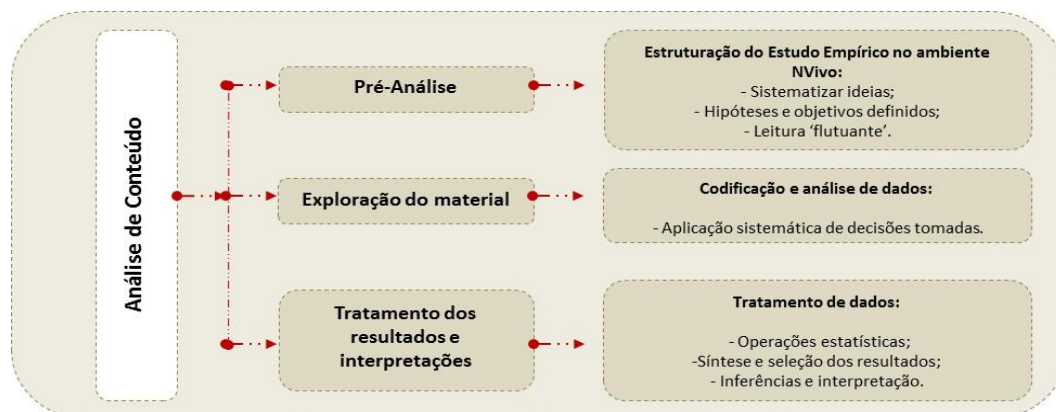 Análise de Conteúdo
Pré-Análise
Estruturação do Estudo Empírico no ambiente
NVivo:
- Sistematizar ideias;
- Hipóteses e objetivos definidos;
- Leitura ‘flutuante’.
Exploração do material
Codificação e análise de dados:
- Aplicação sistemática de decisões tomadas.
Tratamento dos
resultados e
interpretações
Tratamento de dados:
- Operações estatísticas;
-Síntese e seleção dos resultados;
- Inferências e interpretação.